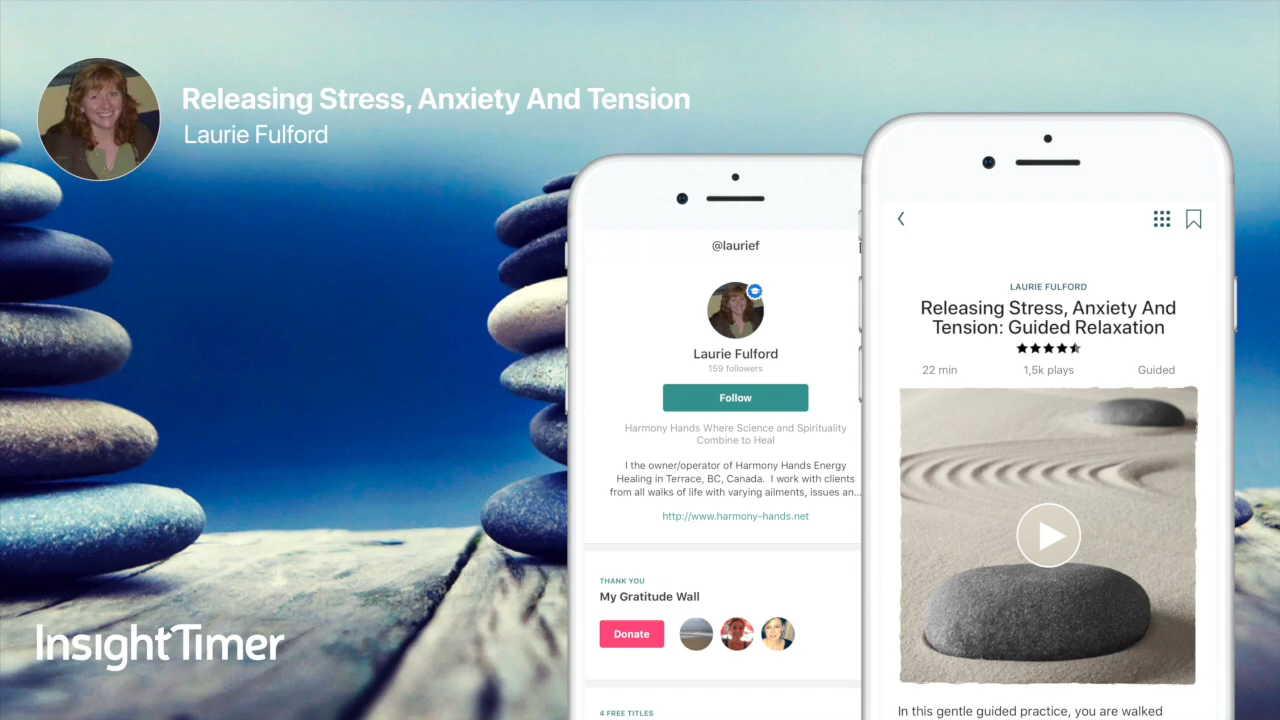 Releasing Stress, Anxiety And Tension
Laurie Fulford
@laurief
Laurie Fulford
159 followers
Follow
Harmony Hands Where Science and Spirituality
Combine to Heal
I the owner/operator of Harmony Hands Energy
Healing in Terrace, BC, Canada. I work with clients
from all walks of life with varying ailments, issues an...
http://www.harmony-hands.net
THANK YOU
My Gratitude Wall
Donate
4 FREE TITLES
LAURIE FULFORD
Releasing Stress, Anxiety And
Tension: Guided Relaxation
22 min 1,5k plays Guided
In this gentle guided practice, you are walked
InsightTimer